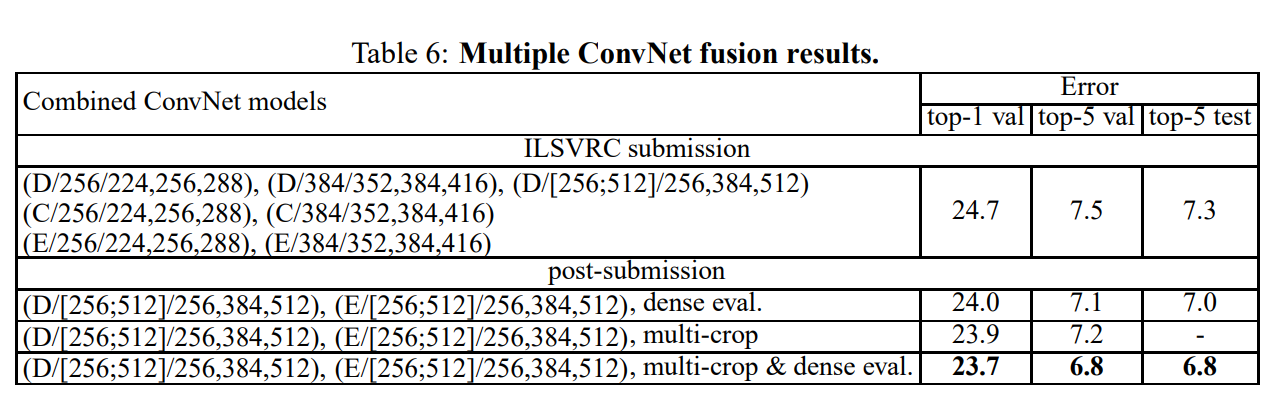 Table 6: Multiple ConvNet fusion results.
Combined ConvNet models
Error
top-1 val top-5 val top-5 test
ILSVRC submission
(D/256/224,256,288), (D/384/352,384,416), (D/[256;512]/256,384,512)
(C/256/224,256,288), (C/384/352,384,416)
(E/256/224,256,288), (E/384/352,384,416)
24.7 7.5 7.3
post-submission
(D/[256;512]/256,384,512), (E/[256;512]/256,384,512), dense eval. 24.0 7.1 7.0
(D/[256;512]/256,384,512), (E/[256;512]/256,384,512), multi-crop 23.9 7.2 -
(D/[256;512]/256,384,512), (E/[256;512]/256,384,512), multi-crop & dense eval. 23.7 6.8 6.8